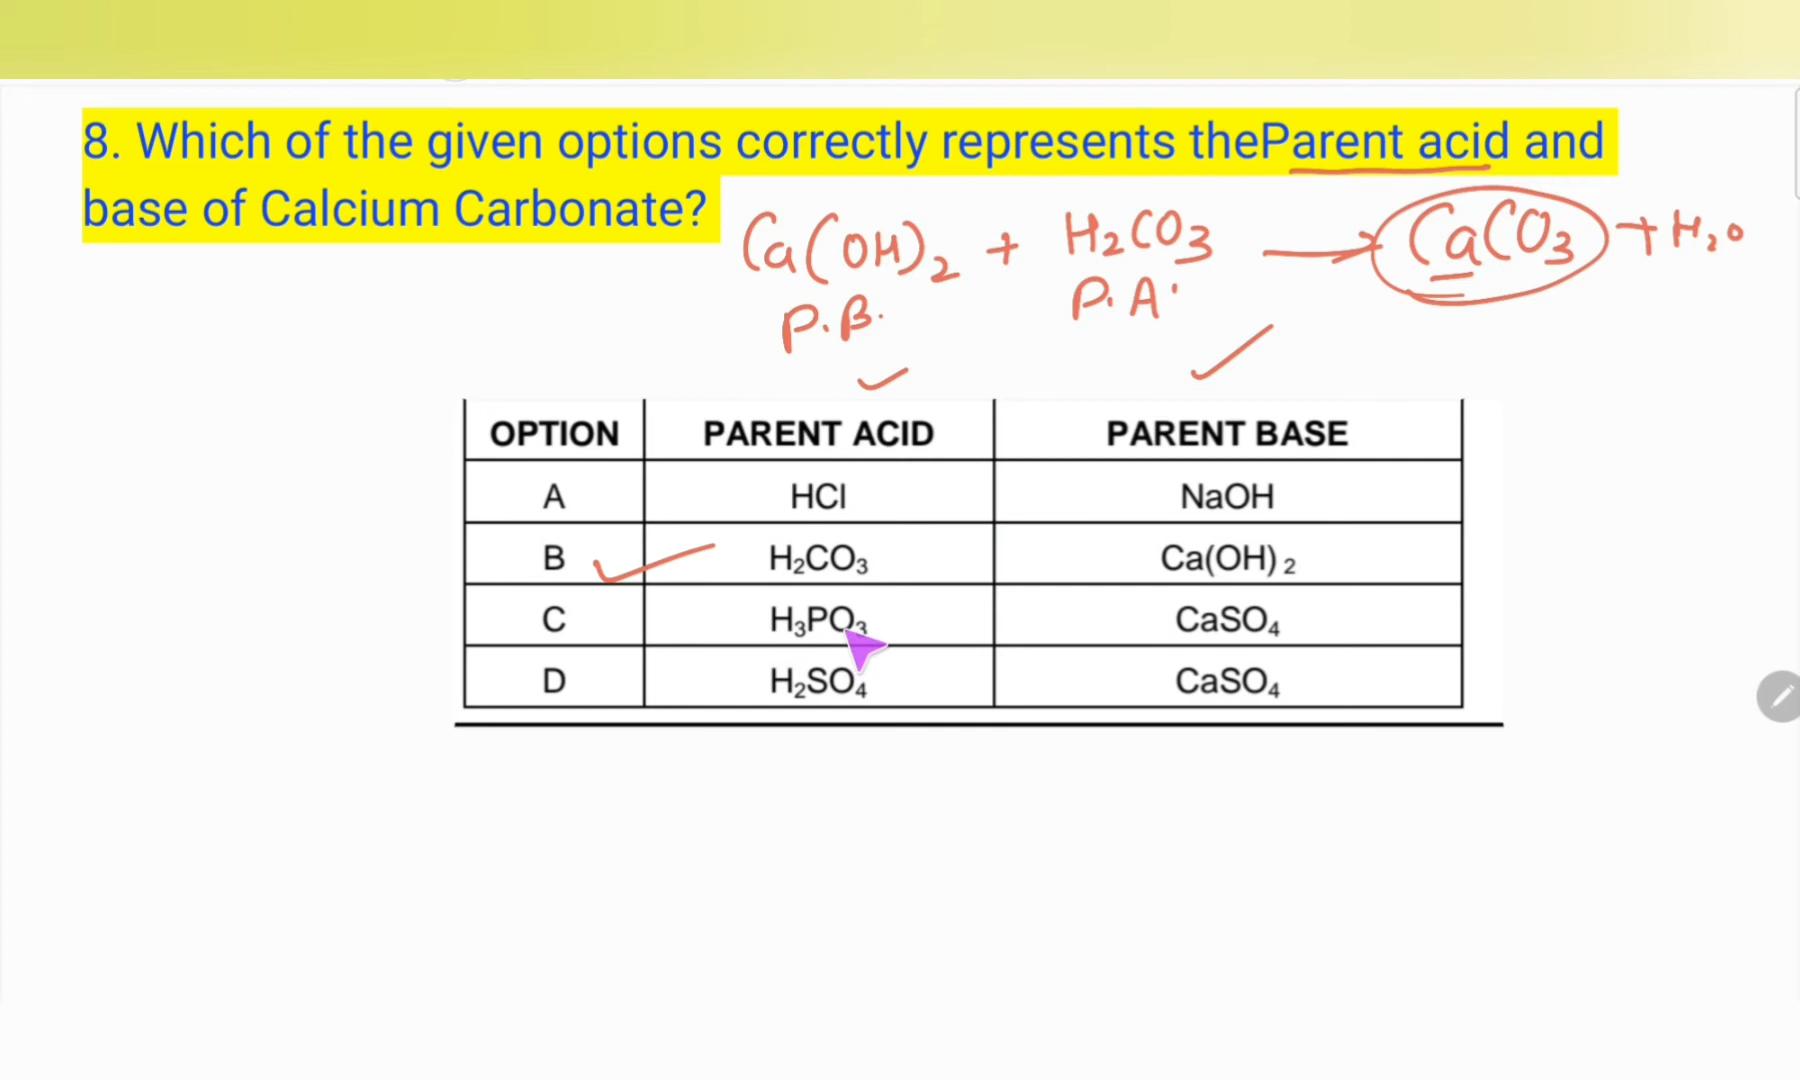 8. Which of the given options correctly represents theParent acid and
base of Calcium Carbonate?
Ca(OH)₂ + H₂CO₃ → CaCO₃ + H₂O
P.B. P.A.
OPTION PARENT ACID PARENT BASE
A HCl NaOH
B H₂CO₃ Ca(OH) ₂
C H₃PO₃ CaSO₄
D H₂SO₄ CaSO₄